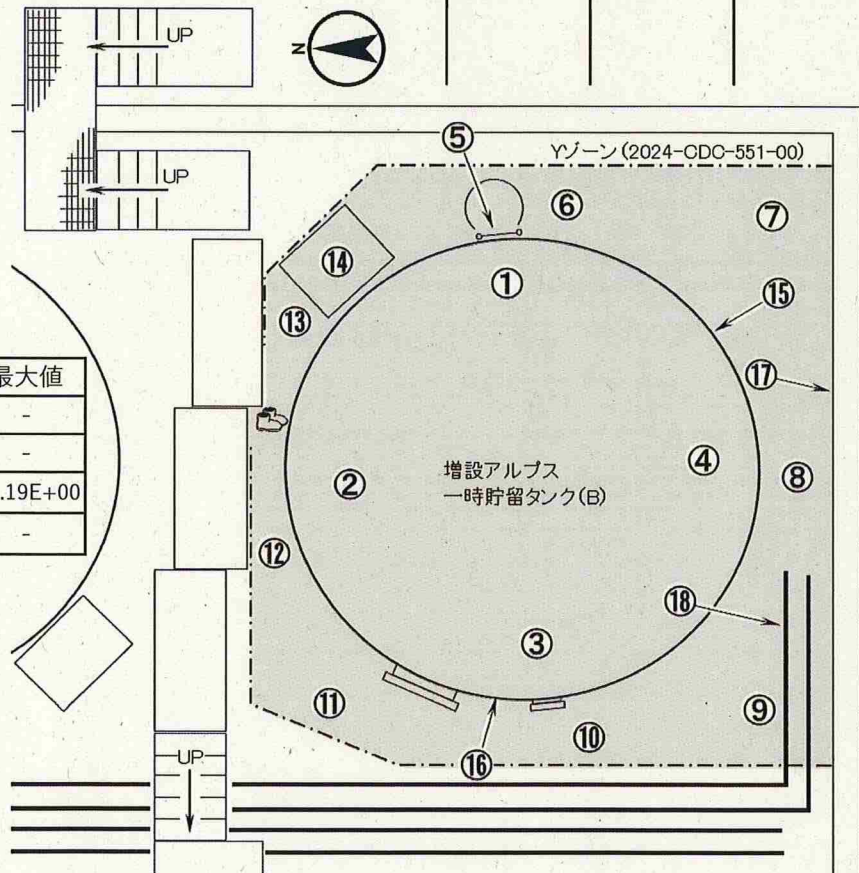 UP
N
UP
Yゾーン(2024-CDC-551-00)
⑤
⑥
⑦
⑭
①
⑬
⑮
⑰
最大値
-
-
.19E+00
-
②
増設アルプス
一時貯留タンク(B)
④
⑧
⑫
⑱
③
⑪
⑨
⑩
⑯
UP